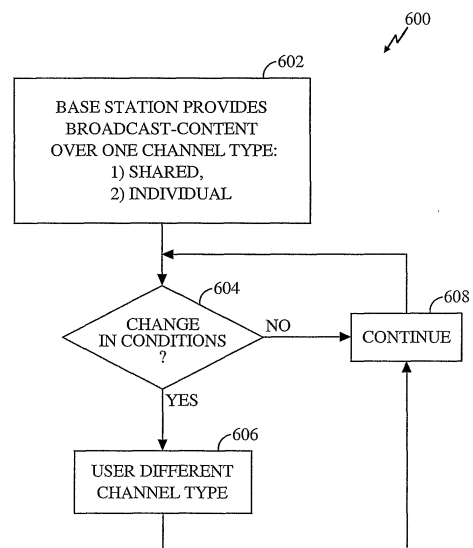 600
602
BASE STATION PROVIDES
BROADCAST-CONTENT
OVER ONE CHANNEL TYPE:
1) SHARED,
2) INDIVIDUAL
604
CHANGE
IN CONDITIONS
?
NO
608
CONTINUE
YES
606
USER DIFFERENT
CHANNEL TYPE